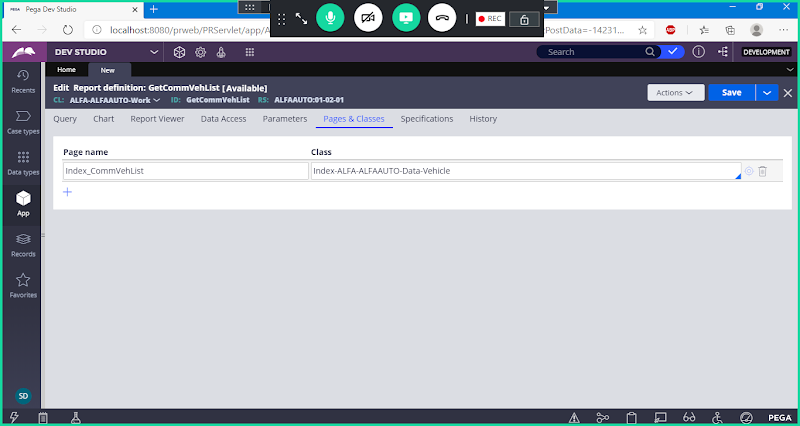 PEGA Pega Dev Studio
localhost:8080/prweb/PRServlet/app/A
PostData=-14231
REC
DEV STUDIO
Search
DEVELOPMENT
Home
New
Recents
Edit Report definition: GetCommVehList [Available]
CL: ALFA-ALFAAUTO-Work ID: GetCommVehList RS: ALFAAUTO:01-02-01
Actions
Save
Query Chart Report Viewer Data Access Parameters Pages & Classes Specifications History
Case types
Data types
App
Records
Favorites
Page name Class
Index_CommVehList Index-ALFA-ALFAAUTO-Data-Vehicle
SD
PEGA